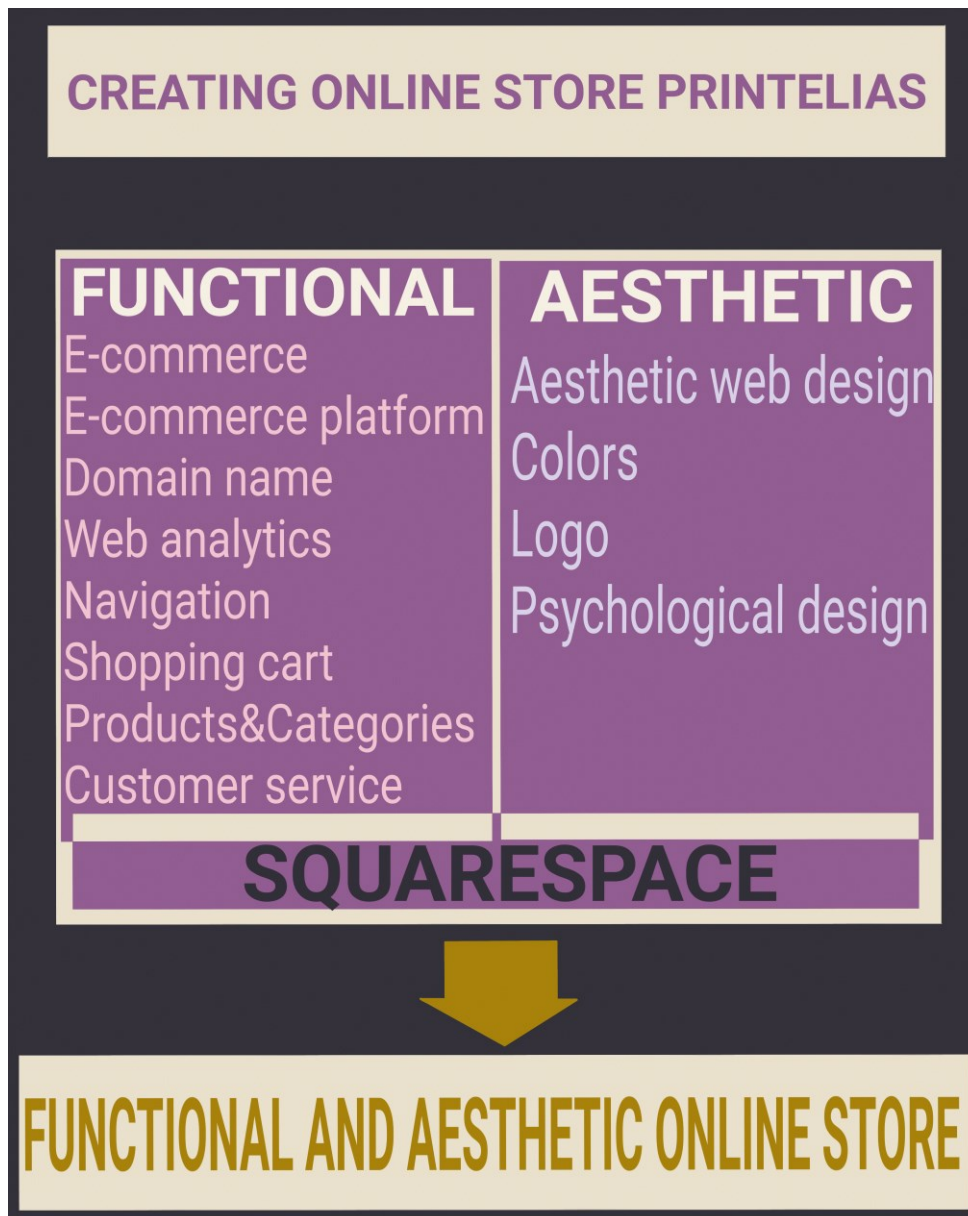 CREATING ONLINE STORE PRINTELIAS
FUNCTIONAL
E-commerce
E-commerce platform
Domain name
Web analytics
Navigation
Shopping cart
Products&Categories
Customer service
AESTHETIC
Aesthetic web design
Colors
Logo
Psychological design
SQUARESPACE
FUNCTIONAL AND AESTHETIC ONLINE STORE